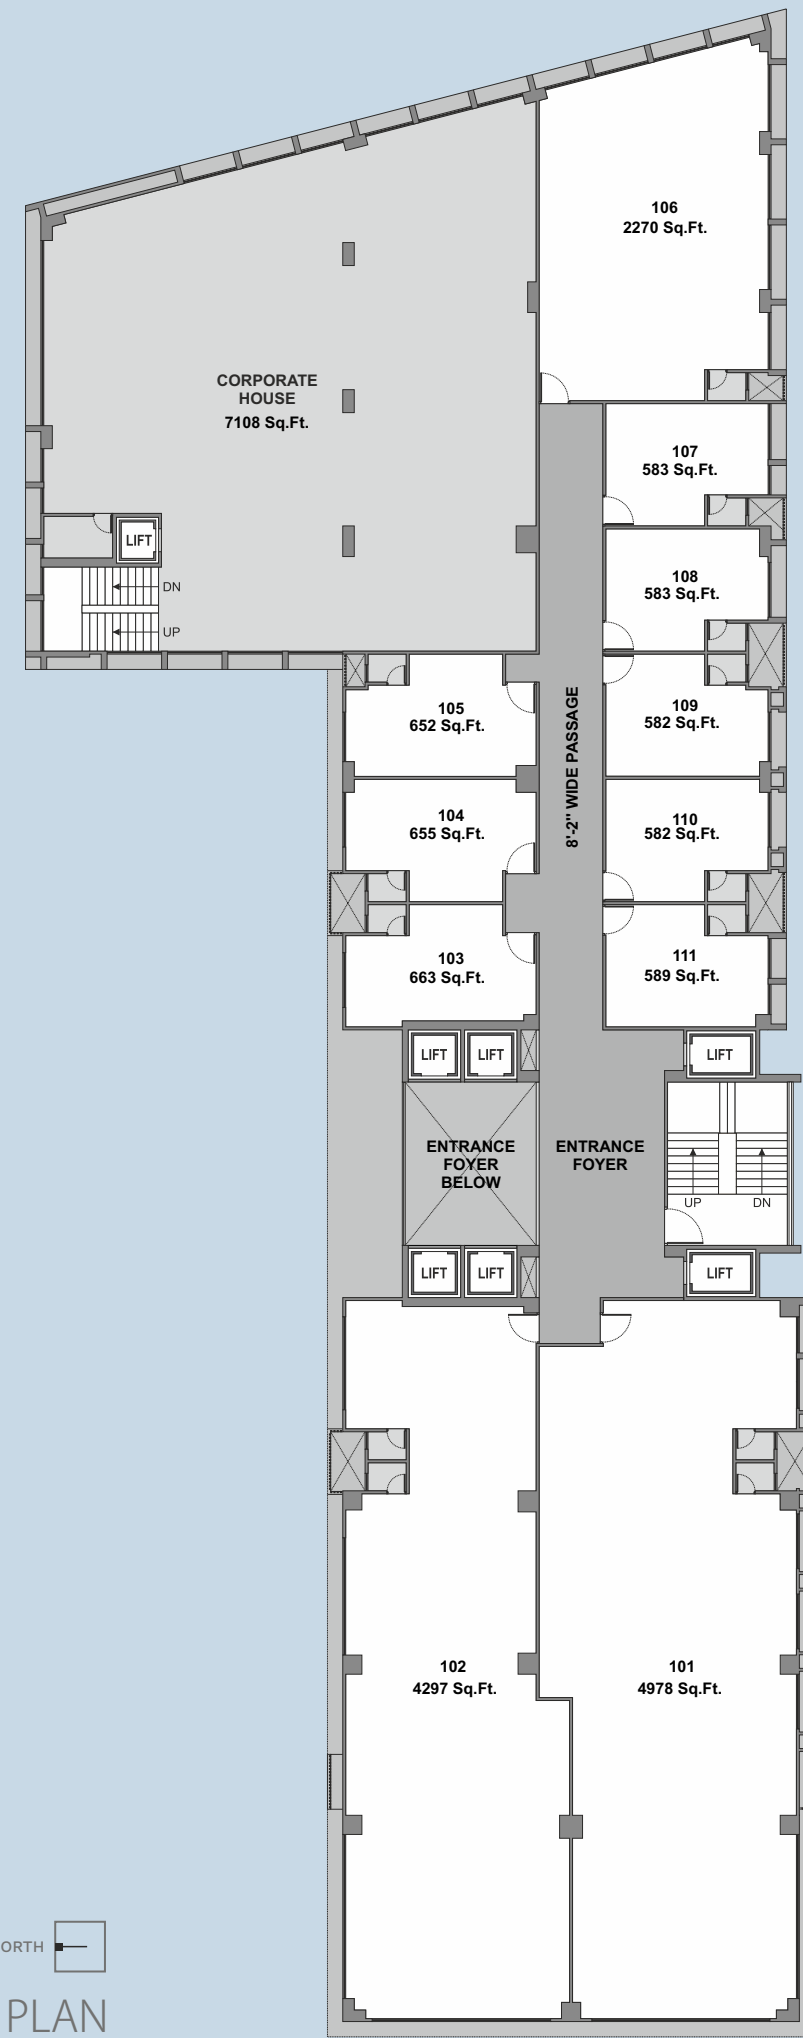 106
2270 Sq.Ft.
CORPORATE
HOUSE
7108 Sq.Ft.
107
583 Sq.Ft.
LIFT
108
583 Sq.Ft.
DN
UP
105
652 Sq.Ft.
109
582 Sq.Ft.
8'-2" WIDE PASSAGE
104
655 Sq.Ft.
110
582 Sq.Ft.
103
663 Sq.Ft.
111
589 Sq.Ft.
LIFT
LIFT
LIFT
ENTRANCE
FOYER
BELOW
ENTRANCE
FOYER
UP
DN
LIFT
LIFT
LIFT
102
4297 Sq.Ft.
101
4978 Sq.Ft.
ORTH
PLAN